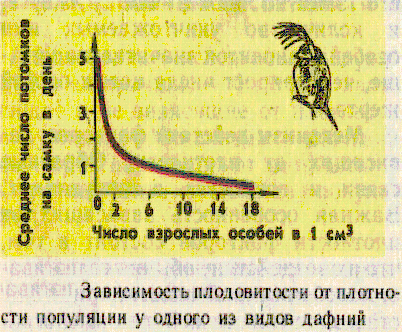 Среднее число потомков
на самку в день
5
3
1
0 2 6 10 14 18
Число взрослых особей в 1 см³
Зависимость плодовитости от плотно-
сти популяции у одного из видов дафний